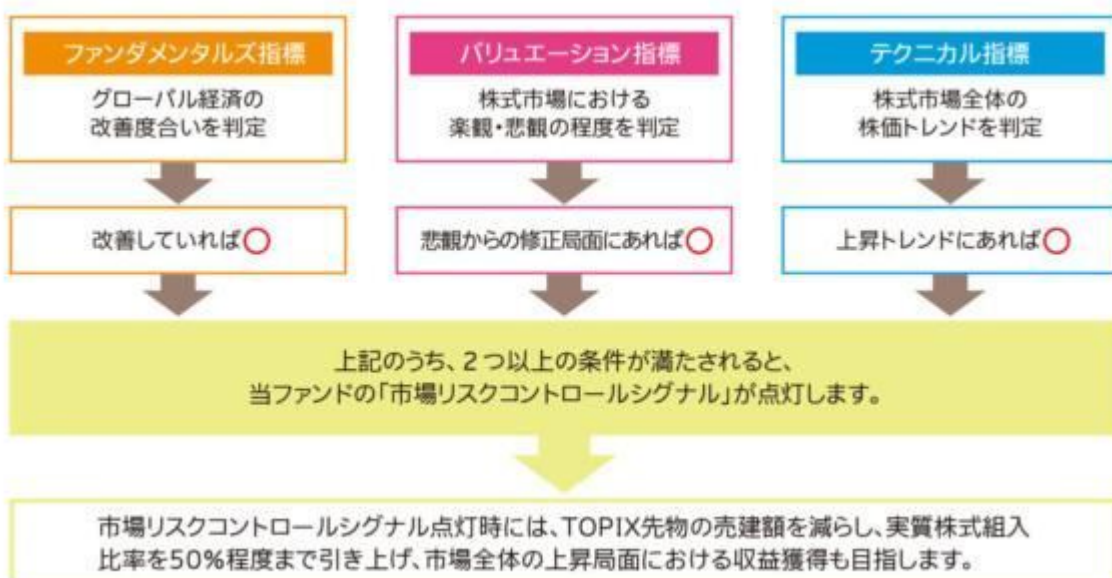 ファンダメンタルズ指標
グローバル経済の
改善度合いを判定
改善していれば〇
バリュエーション指標
株式市場における
楽観・悲観の程度を判定
悲観からの修正局面にあれば〇
テクニカル指標
株式市場全体の
株価トレンドを判定
上昇トレンドにあれば〇
上記のうち、2つ以上の条件が満たされると、
当ファンドの「市場リスクコントロールシグナル」が点灯します。
市場リスクコントロールシグナル点灯時には、TOPIX先物の売建額を減らし、実質株式組入
比率を50%程度まで引き上げ、市場全体の上昇局面における収益獲得も目指します。